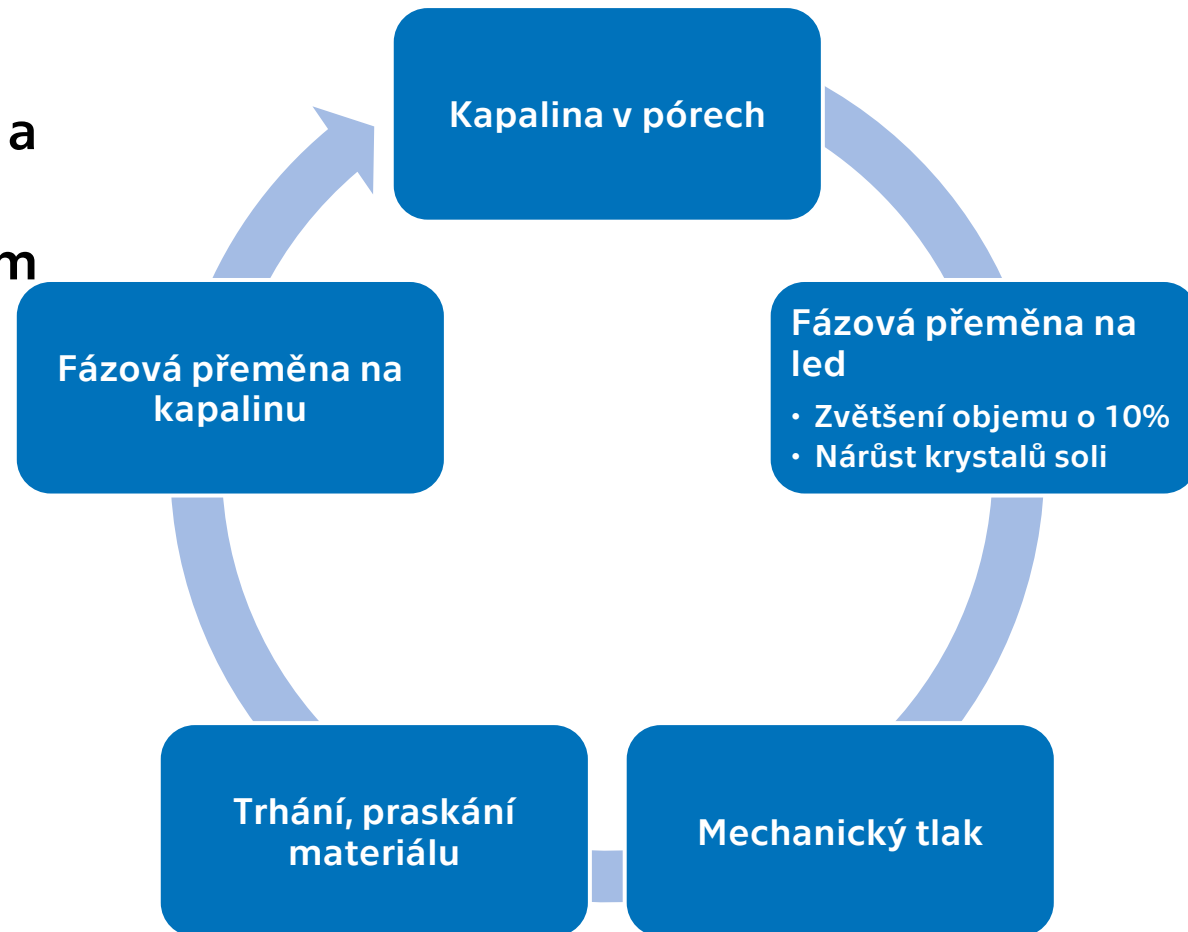 a
m
Kapalina v pórech
Fázová přeměna na
led
• Zvětšení objemu o 10%
• Nárůst krystalů soli
Mechanický tlak
Trhání, praskání
materiálu
Fázová přeměna na
kapalinu